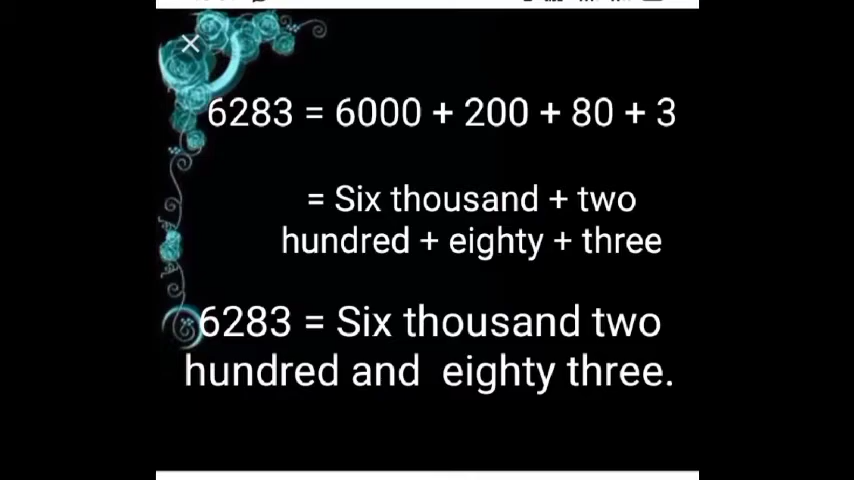 6283 = 6000 + 200 + 80 + 3
= Six thousand + two
hundred + eighty + three
6283 = Six thousand two
hundred and eighty three.